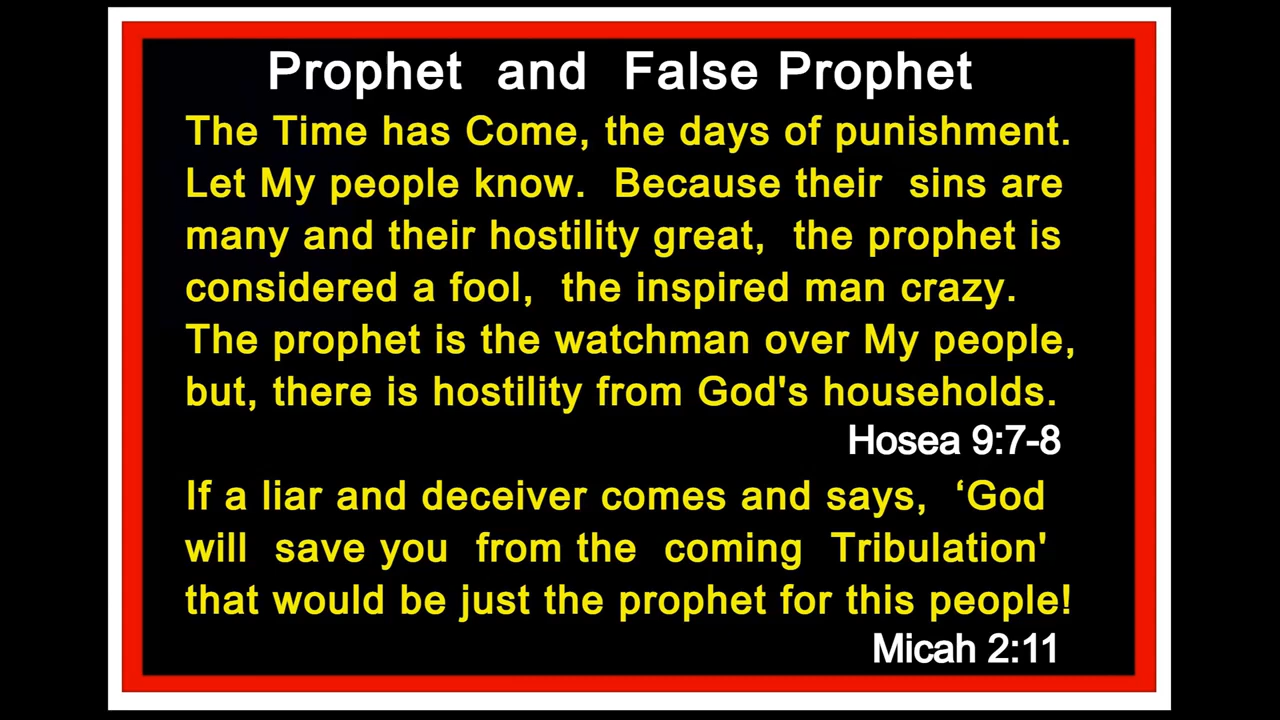 Prophet and False Prophet
The Time has Come, the days of punishment.
Let My people know. Because their sins are
many and their hostility great, the prophet is
considered a fool, the inspired man crazy.
The prophet is the watchman over My people,
but, there is hostility from God's households.
Hosea 9:7-8
If a liar and deceiver comes and says, ‘God
will save you from the coming Tribulation'
that would be just the prophet for this people!
Micah 2:11